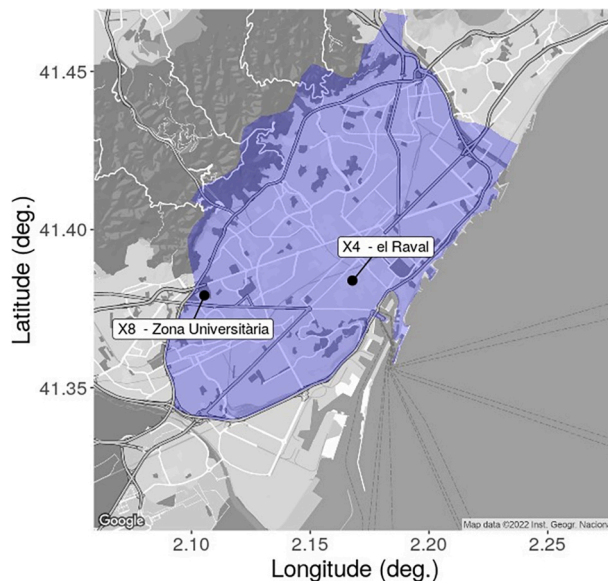 41.45
41.40
41.35
Latitude (deg.)
X4 - el Raval
X8 - Zona Universitària
Google
Map data ©2022 Inst. Geogr. Nacional
2.10
2.15
2.20
2.25
Longitude (deg.)